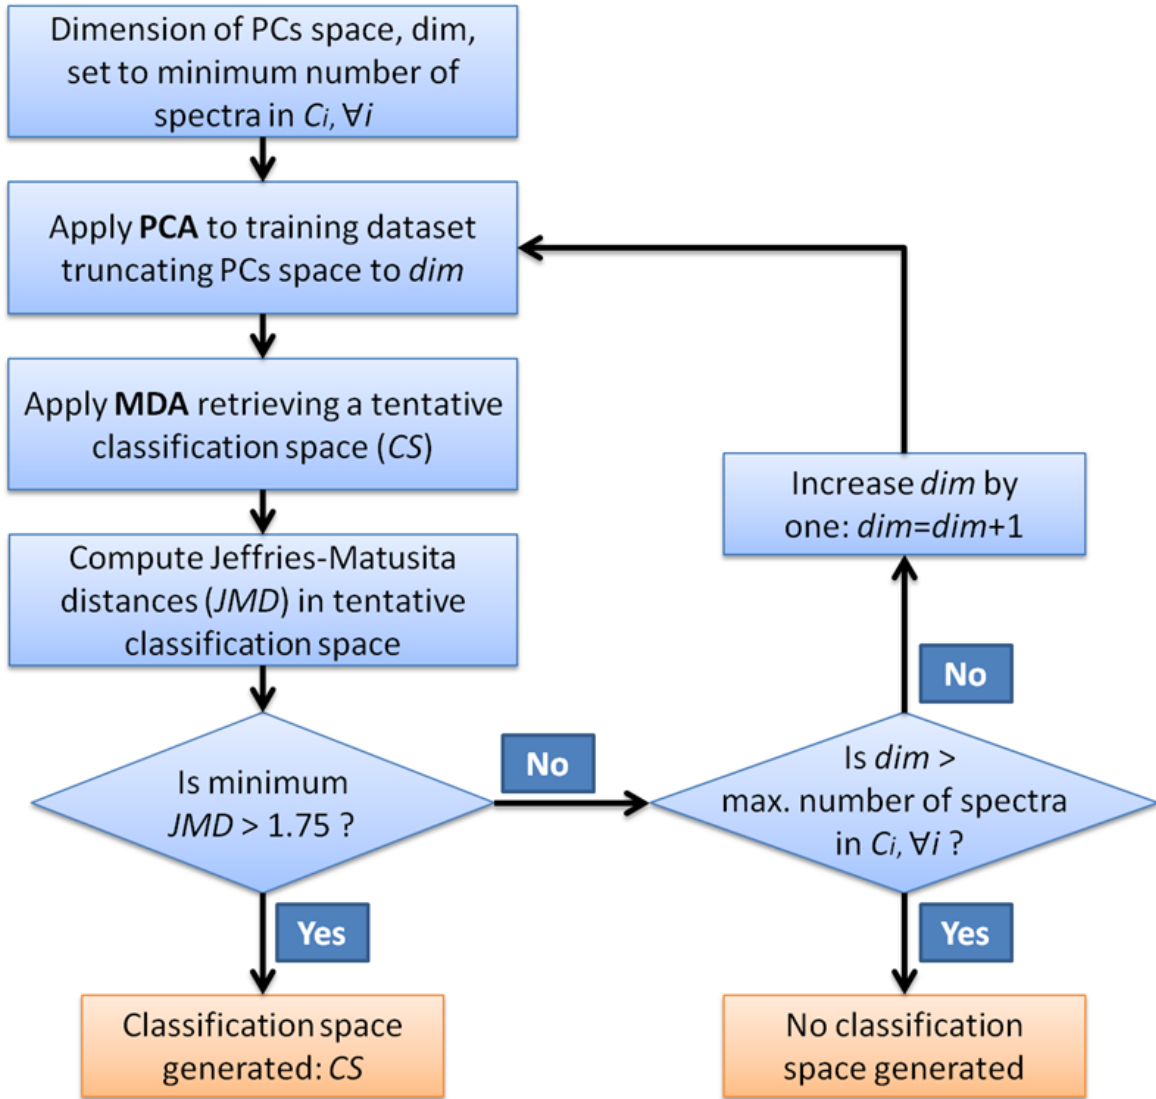 Dimension of PCs space, dim,
set to minimum number of
spectra in Ci, ∀i
Apply PCA to training dataset
truncating PCs space to dim
Apply MDA retrieving a tentative
classification space (CS)
Compute Jeffries-Matusita
distances (JMD) in tentative
classification space
Is minimum
JMD > 1.75 ?
No
Yes
Classification space
generated: CS
Increase dim by
one: dim=dim+1
No
Is dim >
max. number of spectra
in Ci, ∀i ?
Yes
No classification
space generated